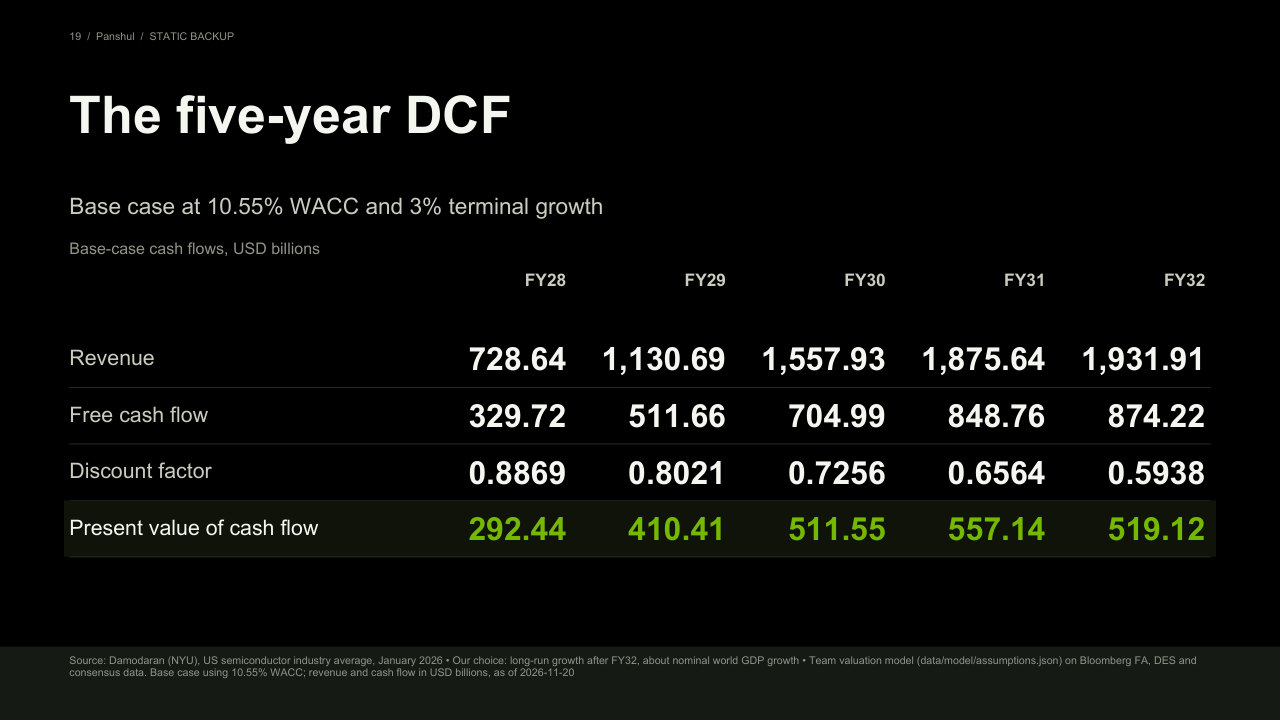 19 / Panshul / STATIC BACKUP
The five-year DCF
Base case at 10.55% WACC and 3% terminal growth
Base-case cash flows, USD billions
FY28 FY29 FY30 FY31 FY32
Revenue 728.64 1,130.69 1,557.93 1,875.64 1,931.91
Free cash flow 329.72 511.66 704.99 848.76 874.22
Discount factor 0.8869 0.8021 0.7256 0.6564 0.5938
Present value of cash flow 292.44 410.41 511.55 557.14 519.12
Source: Damodaran (NYU), US semiconductor industry average, January 2026 • Our choice: long-run growth after FY32, about nominal world GDP growth • Team valuation model (data/model/assumptions.json) on Bloomberg FA, DES and
consensus data. Base case using 10.55% WACC; revenue and cash flow in USD billions, as of 2026-11-20